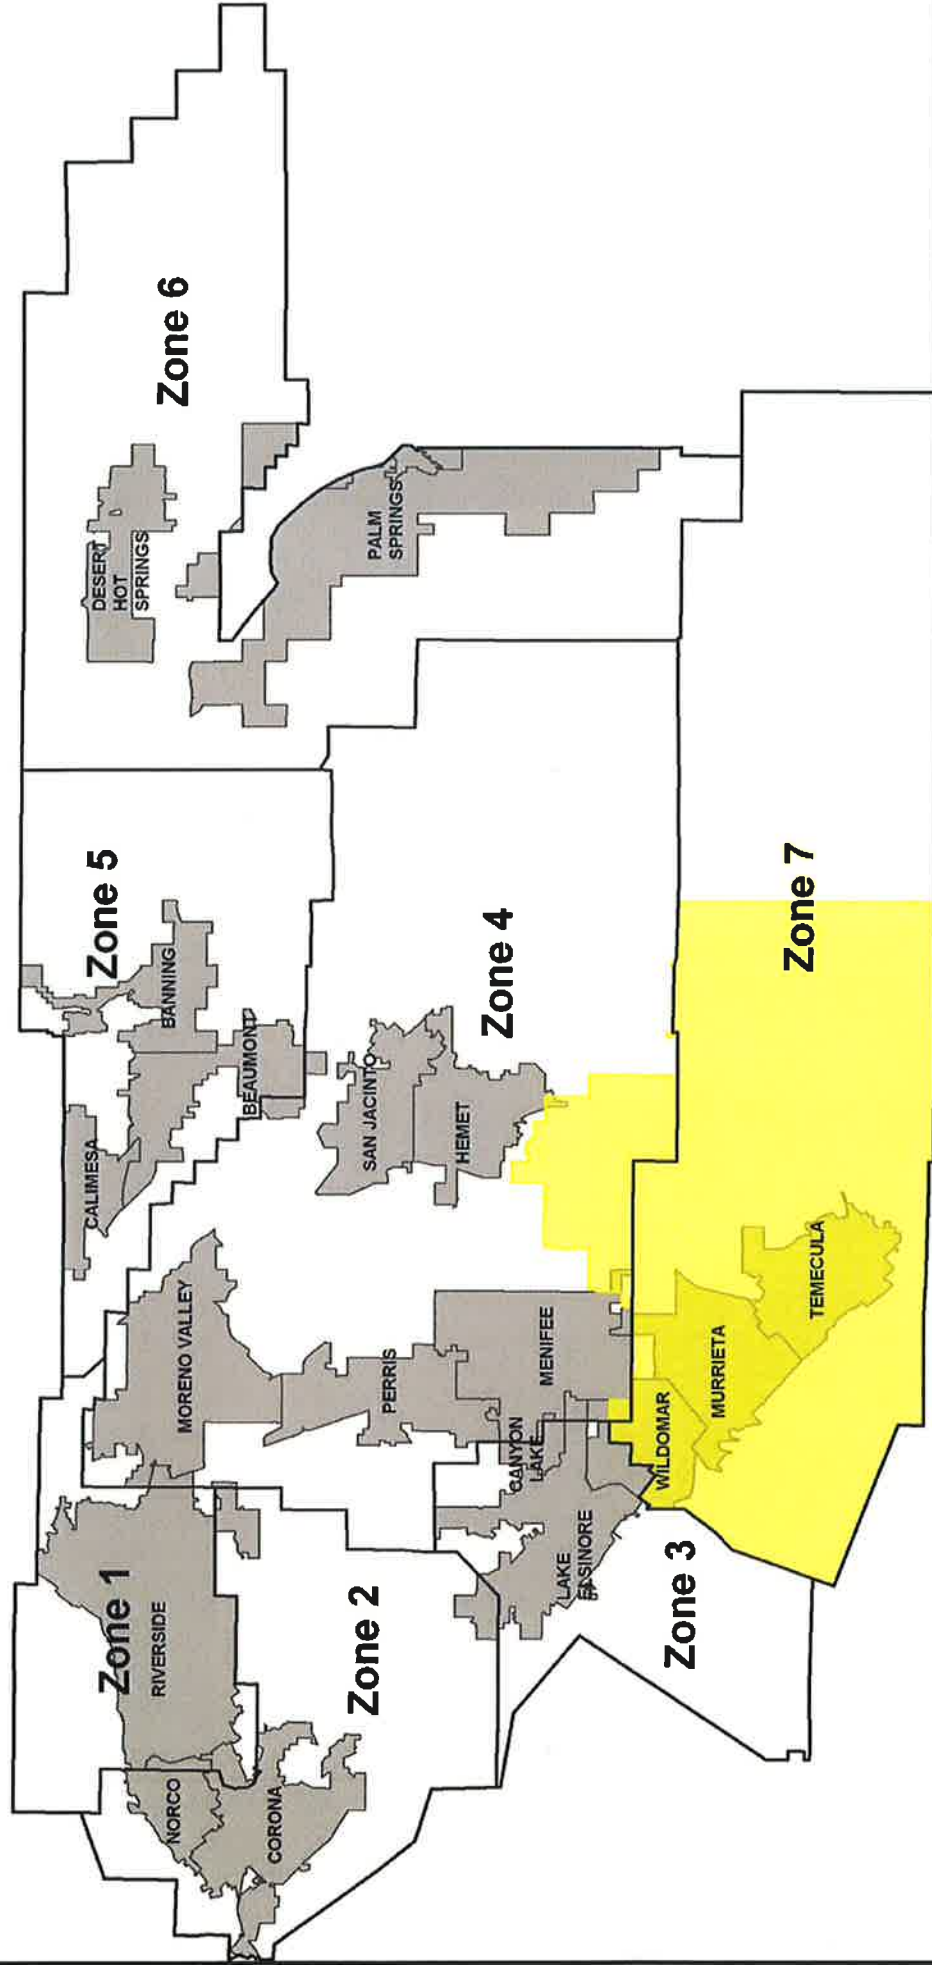 Zone 1
RIVERSIDE
NORCO
CORONA
Zone 2
CALIMESA
Zone 5
BANNING
BEAUMONT
DESERT
HOT
SPRINGS
Zone 6
MORENO VALLEY
PERRIS
SAN JACINTO
HEMET
Zone 4
PALM
SPRINGS
CANYON
LAKE
MENIFEE
LAKE
ELSINORE
Zone 3
WILDOMAR
MURRIETA
TEMECULA
Zone 7